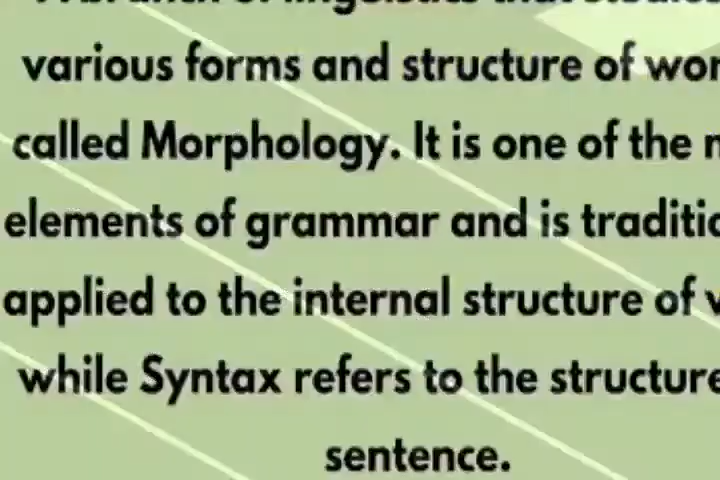 various forms and structure of
called Morphology. It is one of the
elements of grammar and is
applied to the internal structure of
while Syntax refers to the structure
sentence.